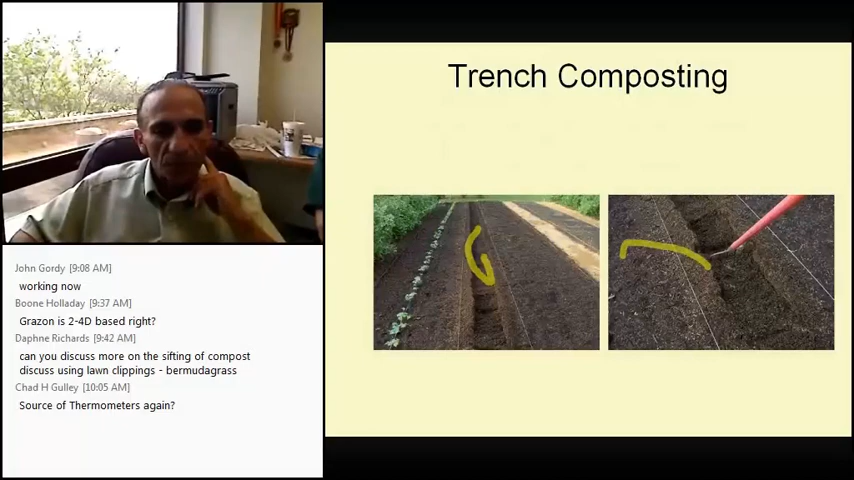 Trench Composting
John Gordy [9:08 AM]
working now
Boone Holladay [9:37 AM]
Grazon is 2-4D based right?
Daphne Richards [9:42 AM]
can you discuss more on the sifting of compost
discuss using lawn clippings - bermudagrass
Chad H Gulley [10:05 AM]
Source of Thermometers again?